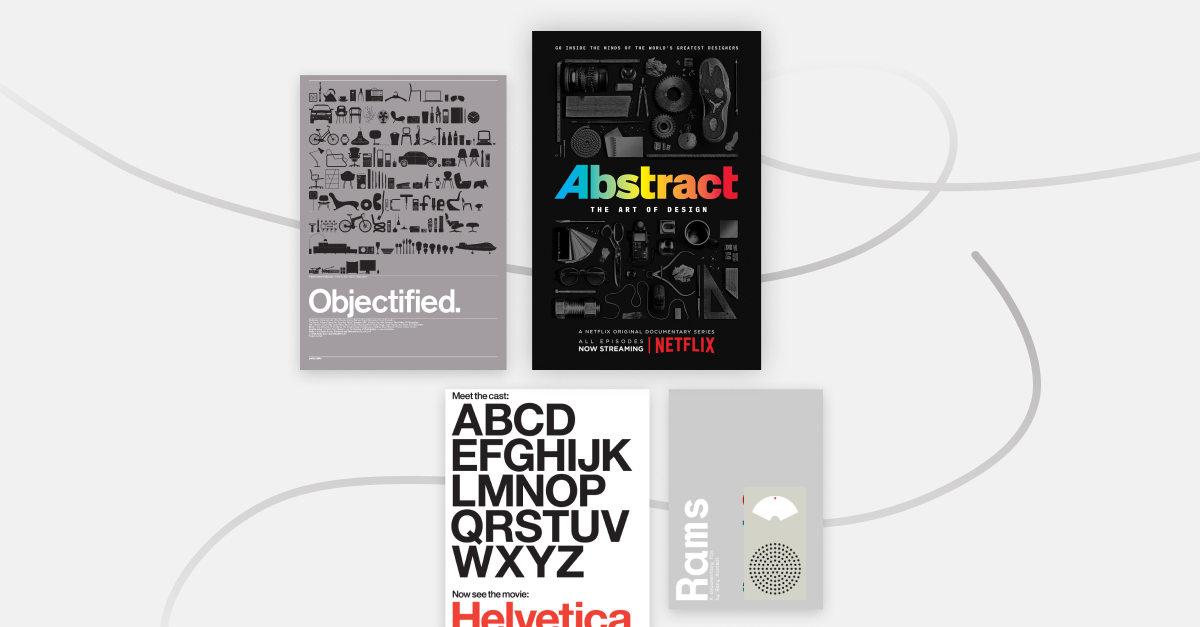 Objectified.
GO INSIDE THE MINDS OF THE WORLD'S GREATEST DESIGNERS
Abstract
THE ART OF DESIGN
A NETFLIX ORIGINAL DOCUMENTARY SERIES
ALL EPISODES
NOW STREAMING
NETFLIX
Meet the cast:
ABCD
EFGHIJK
LMNOP
QRSTUV
WXYZ
Now see the movie:
Helvetica
Rams